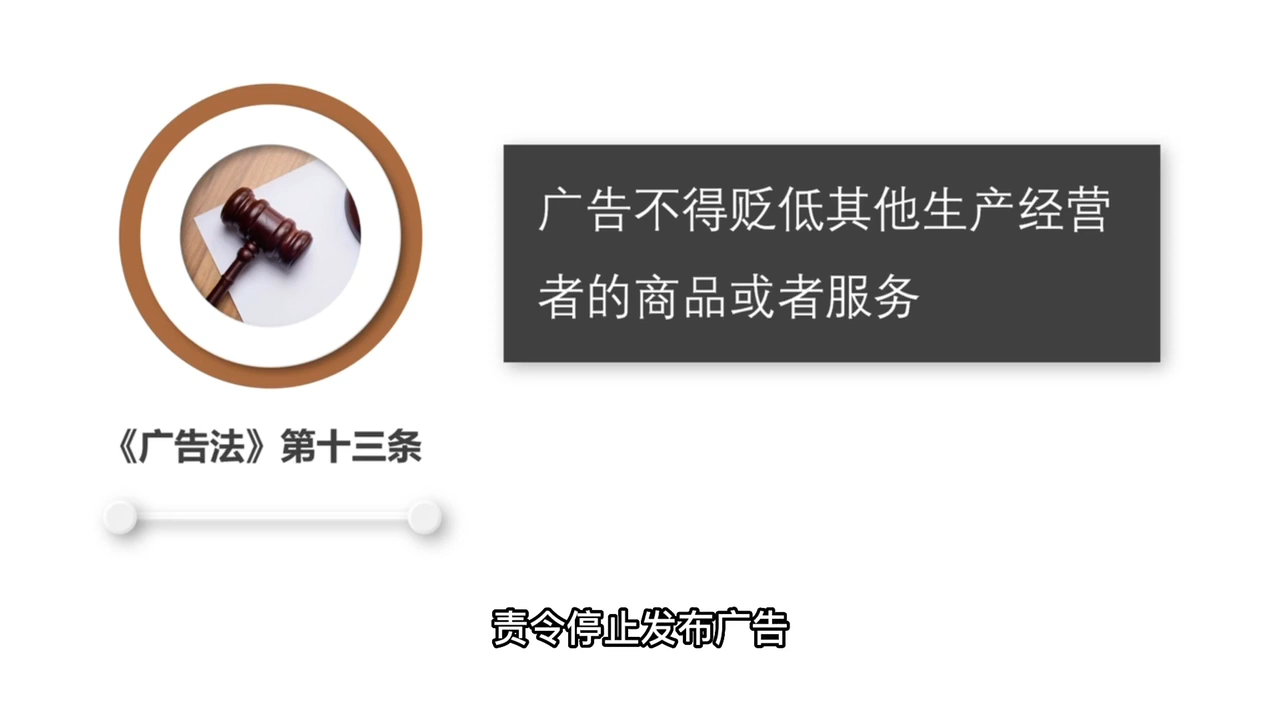 广告不得贬低其他生产经营
者的商品或者服务
《广告法》第十三条
责令停止发布广告